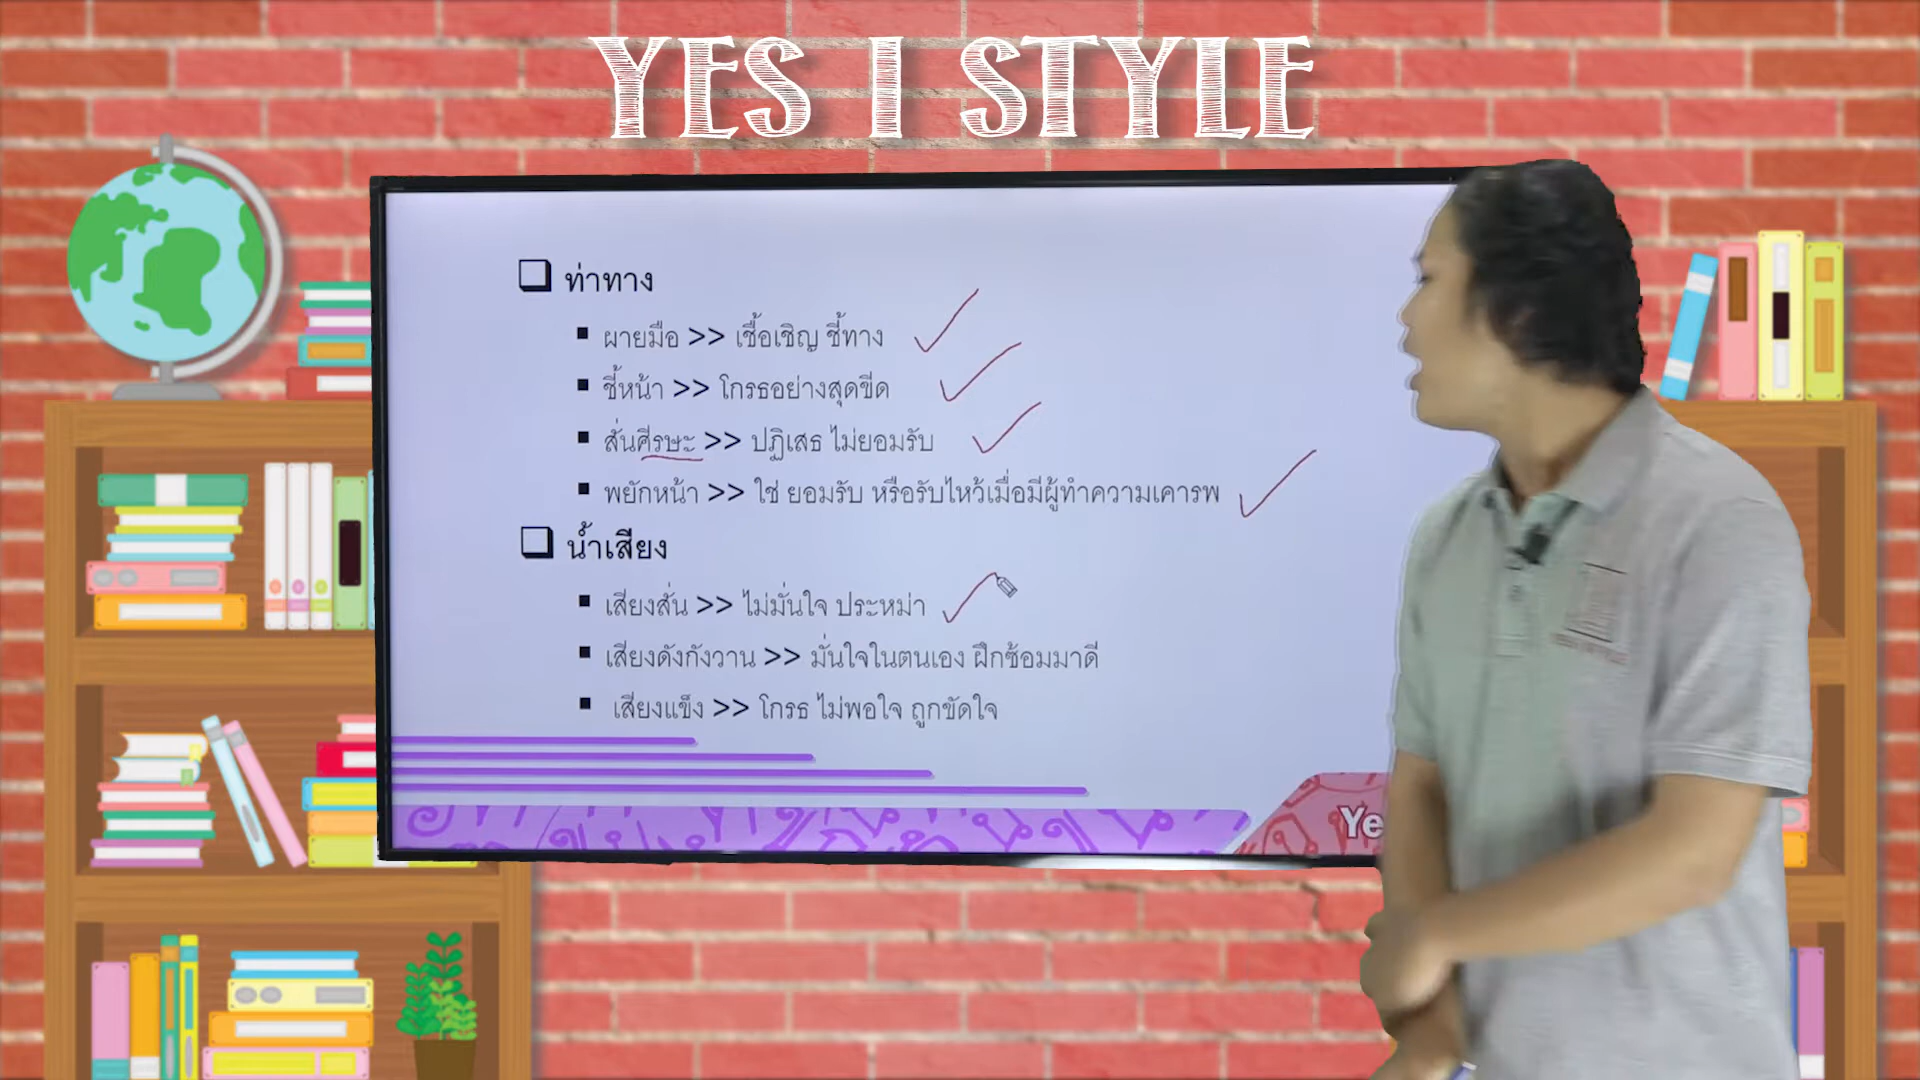 YES I STYLE
ท่าทาง
ผายมือ >> เชื้อเชิญ ชี้ทาง
ชี้หน้า >> โกรธอย่างสุดขีด
สั่นศีรษะ >> ปฏิเสธ ไม่ยอมรับ
พยักหน้า >> ใช่ ยอมรับ หรือรับไหว้เมื่อมีผู้ทำความเคารพ
น้ำเสียง
เสียงสั่น >> ไม่มั่นใจ ประหม่า
เสียงดังกังวาน >> มั่นใจในตนเอง ฝึกซ้อมมาดี
เสียงแข็ง >> โกรธ ไม่พอใจ ถูกขัดใจ
Ye